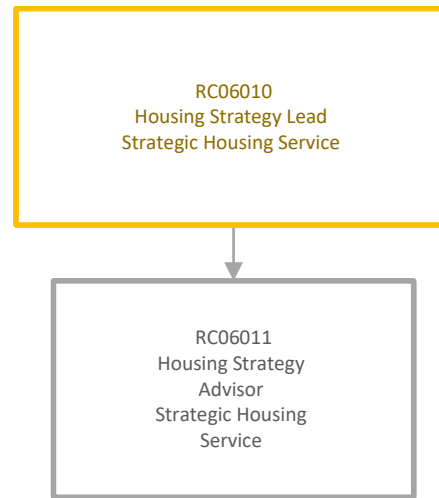 RC06010
Housing Strategy Lead
Strategic Housing Service
RC06011
Housing Strategy
Advisor
Strategic Housing
Service